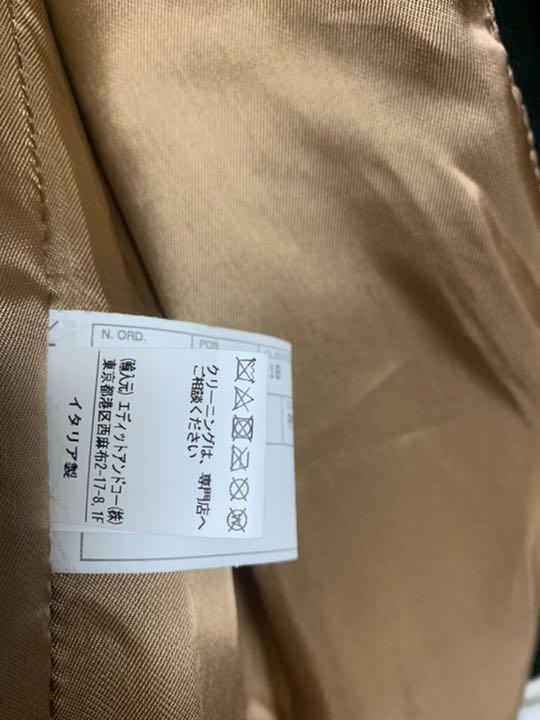 N. ORD.
POS.
18
クリーニングは、専門店へ
ご相談ください
(輸入元) エディットアンドコー(株)
東京都港区西麻布2-17-8,1F
イタリア製